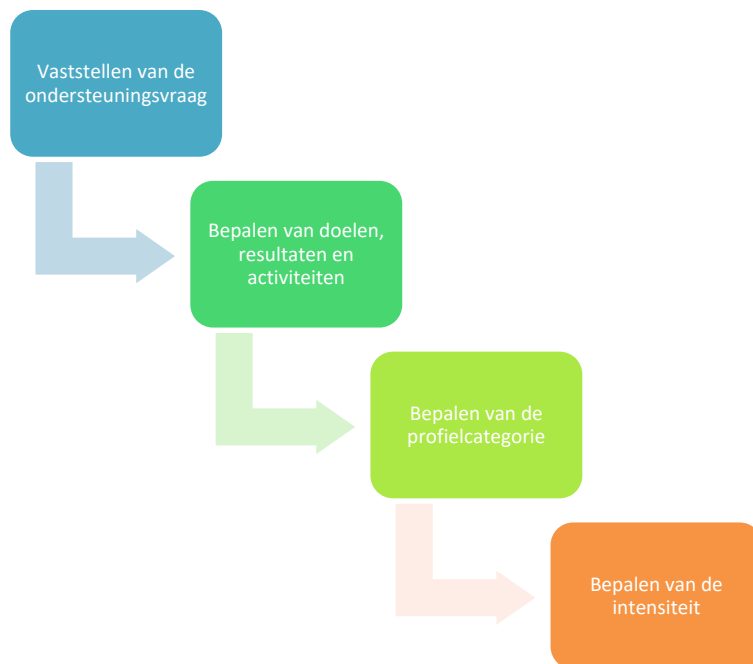 Vaststellen van de
ondersteuningsvraag
Bepalen van doelen,
resultaten en
activiteiten
Bepalen van de
profielcategorie
Bepalen van de
intensiteit